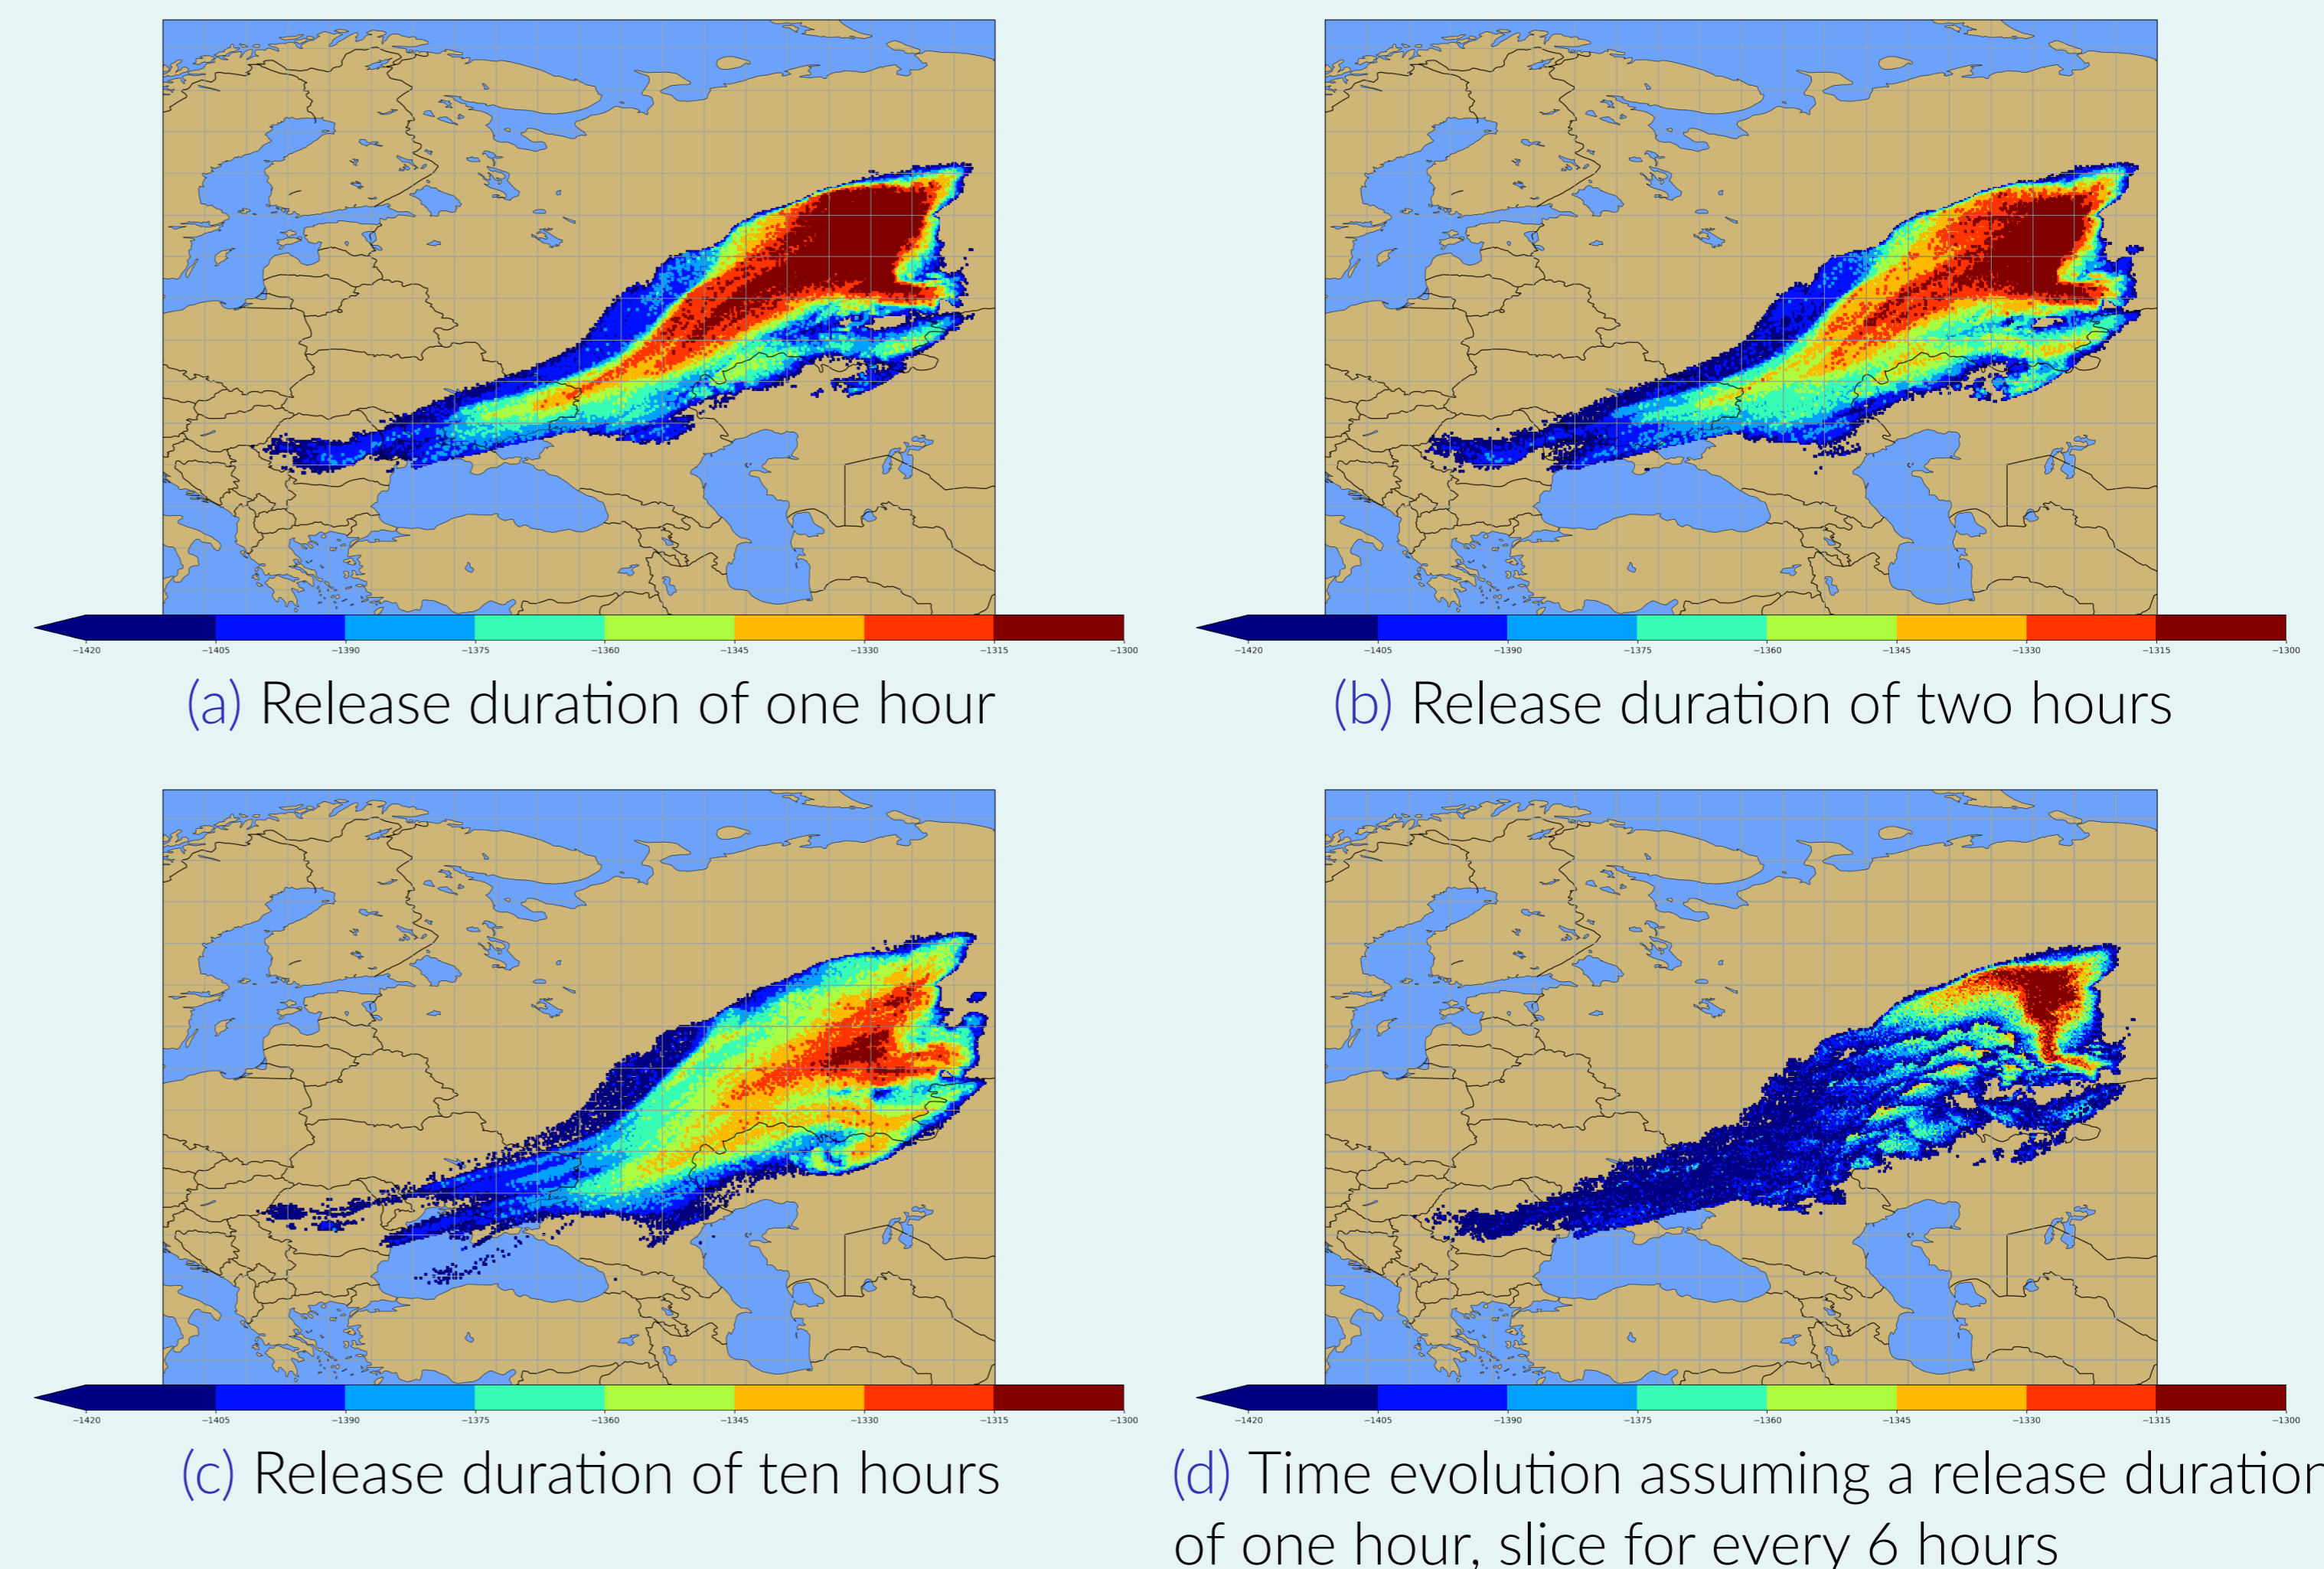 −1420 −1405 −1390 −1375 −1360 −1345 −1330 −1315 −1300
(a) Release duration of one hour
−1420 −1405 −1390 −1375 −1360 −1345 −1330 −1315 −1300
(b) Release duration of two hours
−1420 −1405 −1390 −1375 −1360 −1345 −1330 −1315 −1300
(c) Release duration of ten hours
−1420 −1405 −1390 −1375 −1360 −1345 −1330 −1315 −1300
(d) Time evolution assuming a release duration
of one hour, slice for every 6 hours